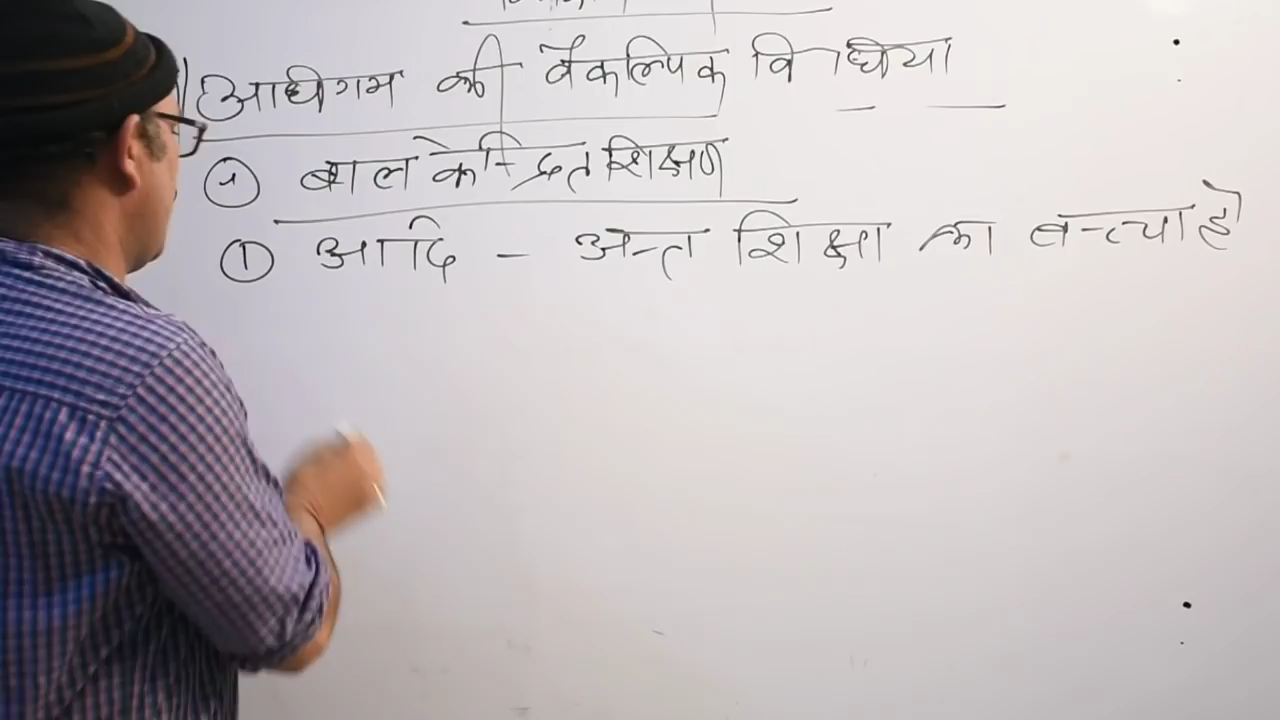 अधिगम की वैकल्पिक विधिया
① बाल केन्द्रित शिक्षण
① आदि - अन्त शिक्षा का बच्चा है